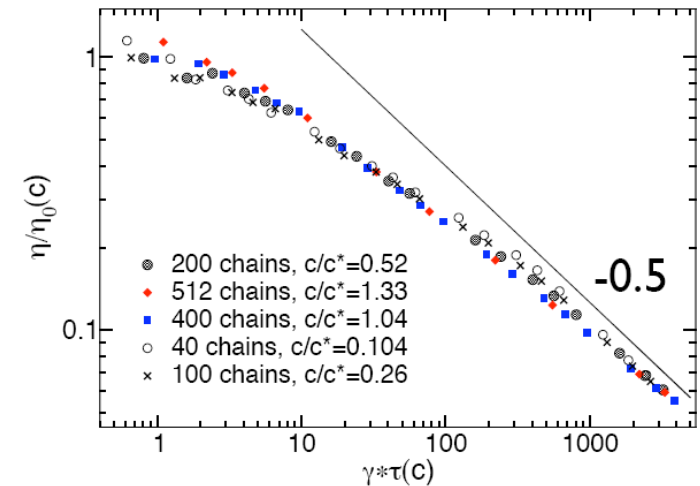 1
η/η₀(c)
0.1
200 chains, c/c*=0.52
512 chains, c/c*=1.33
400 chains, c/c*=1.04
40 chains, c/c*=0.104
100 chains, c/c*=0.26
-0.5
1 10 100 1000
γ*τ(c)